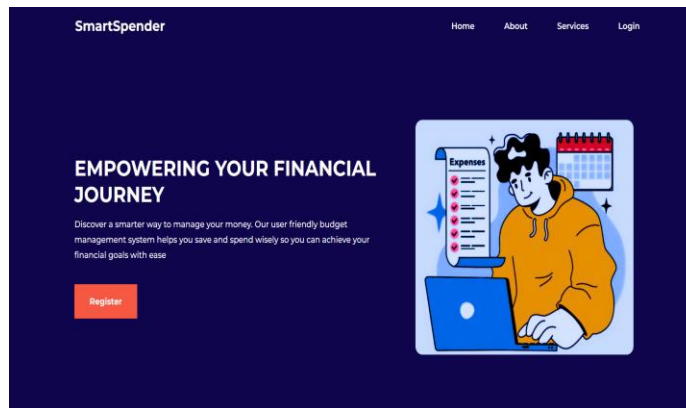 SmartSpender
Home About Services Login
EMPOWERING YOUR FINANCIAL
JOURNEY
Discover a smarter way to manage your money. Our user friendly budget
management system helps you save and spend wisely so you can achieve your
financial goals with ease
Register
Expenses